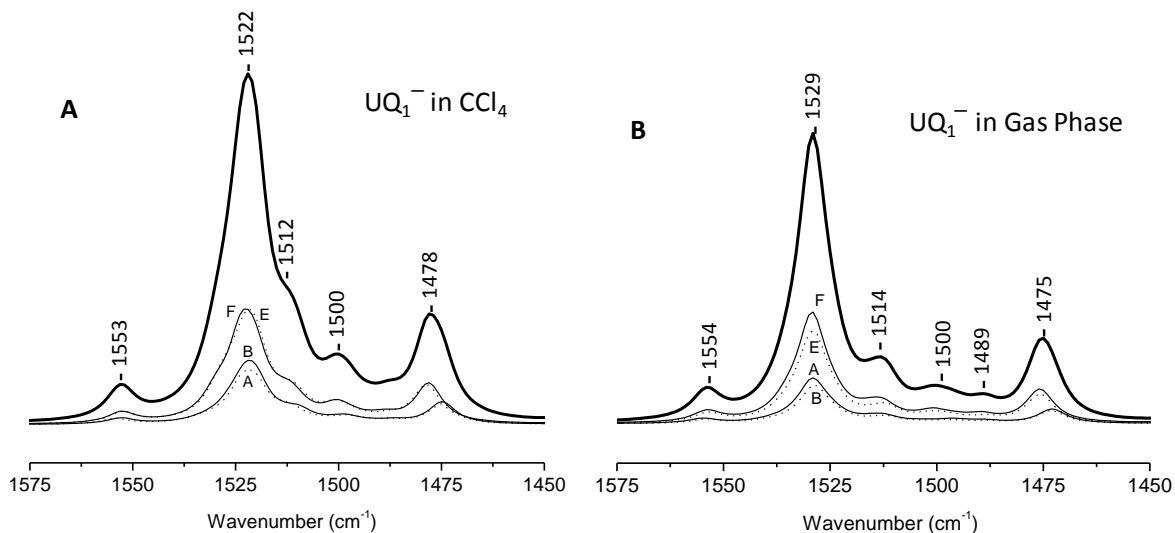 A
UQ₁⁻ in CCl₄
1553
1522
1512
1500
1478
F
E
B
A
1575
1550
1525
1500
1475
1450
Wavenumber (cm⁻¹)
B
UQ₁⁻ in Gas Phase
1554
1529
1514
1500
1489
1475
F
E
A
B
1575
1550
1525
1500
1475
1450
Wavenumber (cm⁻¹)